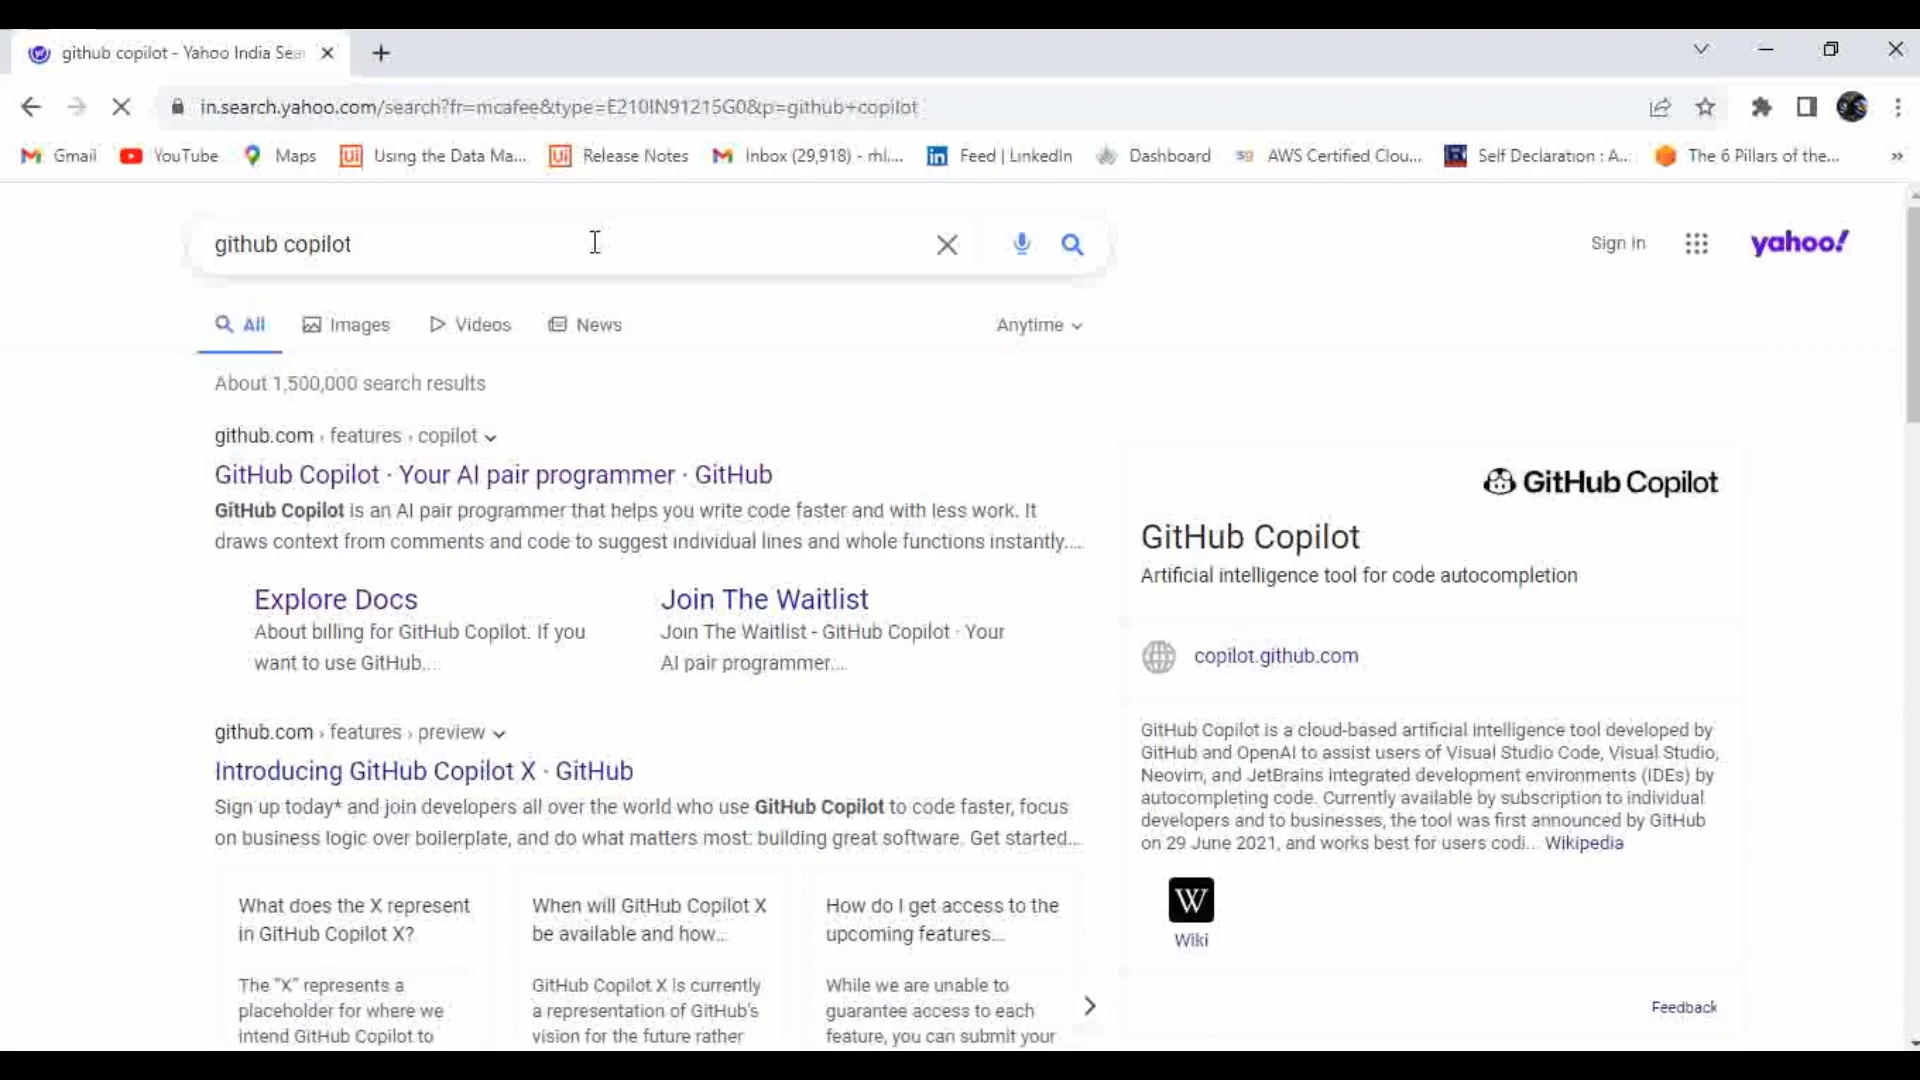 github copilot - Yahoo India Sear
in.search.yahoo.com/search?fr=mcafee&type=E210IN91215G0&p=github+copilot
Gmail YouTube Maps Using the Data Ma... Release Notes Inbox (29,918) - rhl.... Feed | LinkedIn Dashboard AWS Certified Clou... Self Declaration : A... The 6 Pillars of the... »
github copilot
Sign In
yahoo!
All Images Videos News Anytime
About 1,500,000 search results
github.com › features › copilot
GitHub Copilot · Your AI pair programmer · GitHub
GitHub Copilot is an AI pair programmer that helps you write code faster and with less work. It
draws context from comments and code to suggest individual lines and whole functions instantly....
Explore Docs
About billing for GitHub Copilot. If you
want to use GitHub...
Join The Waitlist
Join The Waitlist - GitHub Copilot · Your
AI pair programmer....
github.com › features › preview
Introducing GitHub Copilot X · GitHub
Sign up today* and join developers all over the world who use GitHub Copilot to code faster, focus
on business logic over boilerplate, and do what matters most: building great software. Get started...
What does the X represent
in GitHub Copilot X?
The "X" represents a
placeholder for where we
intend GitHub Copilot to
When will GitHub Copilot X
be available and how...
GitHub Copilot X is currently
a representation of GitHub's
vision for the future rather
How do I get access to the
upcoming features...
While we are unable to
guarantee access to each
feature, you can submit your
GitHub Copilot
GitHub Copilot
Artificial intelligence tool for code autocompletion
copilot.github.com
GitHub Copilot is a cloud-based artificial intelligence tool developed by
GitHub and OpenAI to assist users of Visual Studio Code, Visual Studio,
Neovim, and JetBrains integrated development environments (IDEs) by
autocompleting code. Currently available by subscription to individual
developers and to businesses, the tool was first announced by GitHub
on 29 June 2021, and works best for users codi... Wikipedia
W
Wiki
Feedback